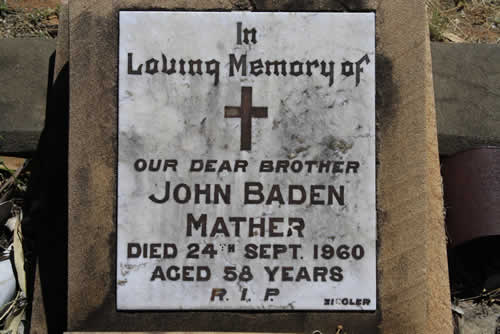 In
Loving Memory of
OUR DEAR BROTHER
JOHN BADEN
MATHER
DIED 24TH SEPT. 1960
AGED 58 YEARS
R. I. P.
ZIEGLER